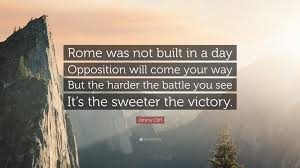 Rome was not built in a day
Opposition will come your way
But the harder the battle you see
It's the sweeter the victory.
Jimmy Cliff